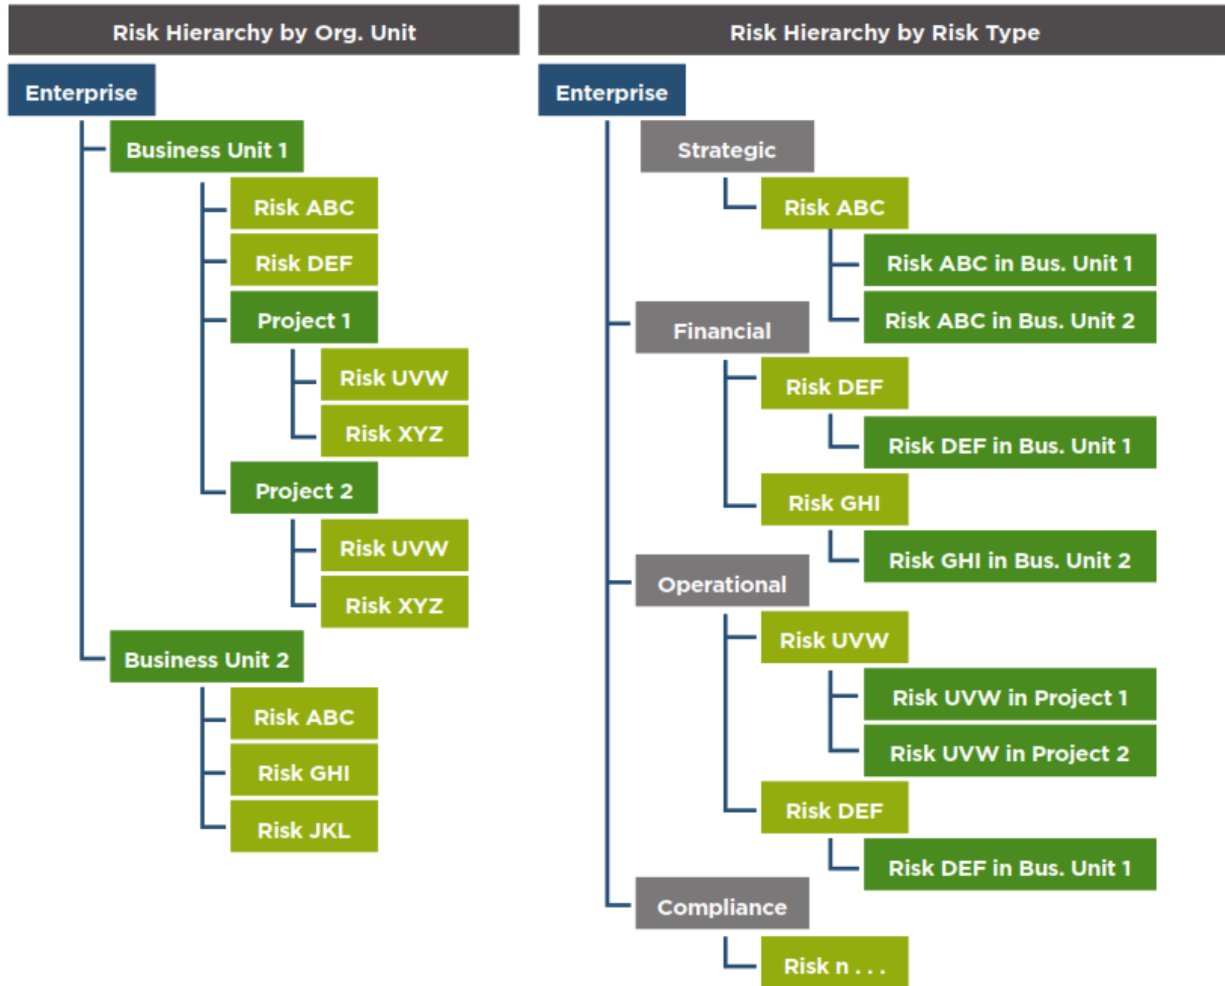 Risk Hierarchy by Org. Unit
Enterprise
Business Unit 1
Risk ABC
Risk DEF
Project 1
Risk UVW
Risk XYZ
Project 2
Risk UVW
Risk XYZ
Business Unit 2
Risk ABC
Risk GHI
Risk JKL
Risk Hierarchy by Risk Type
Enterprise
Strategic
Risk ABC
Risk ABC in Bus. Unit 1
Risk ABC in Bus. Unit 2
Financial
Risk DEF
Risk DEF in Bus. Unit 1
Risk GHI
Risk GHI in Bus. Unit 2
Operational
Risk UVW
Risk UVW in Project 1
Risk UVW in Project 2
Risk DEF
Risk DEF in Bus. Unit 1
Compliance
Risk n . . .